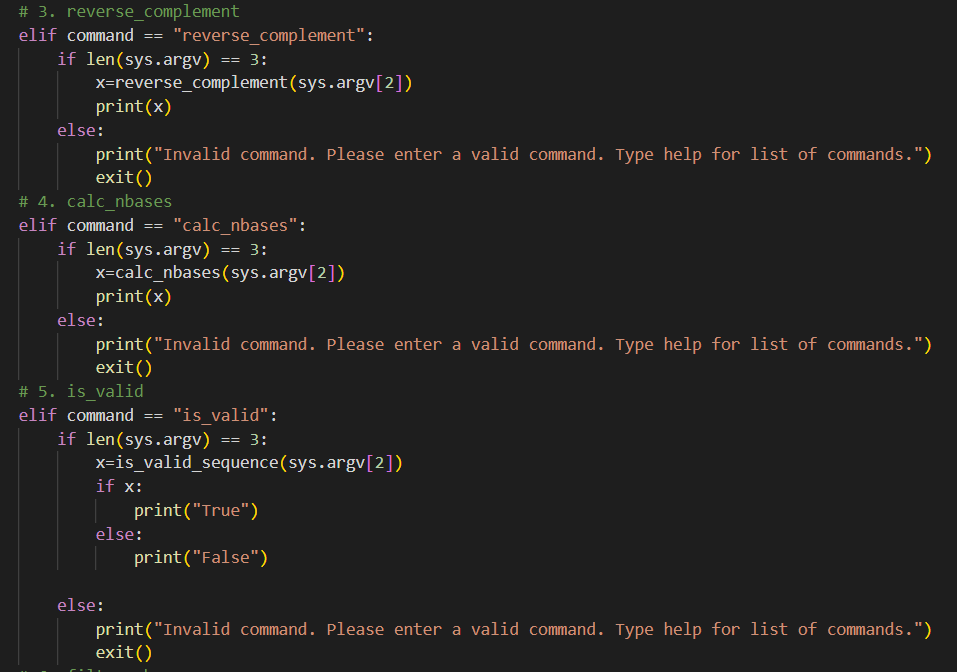 # 3. reverse_complement
elif command == "reverse_complement":
    if len(sys.argv) == 3:
        x=reverse_complement(sys.argv[2])
        print(x)
    else:
        print("Invalid command. Please enter a valid command. Type help for list of commands.")
        exit()
# 4. calc_nbases
elif command == "calc_nbases":
    if len(sys.argv) == 3:
        x=calc_nbases(sys.argv[2])
        print(x)
    else:
        print("Invalid command. Please enter a valid command. Type help for list of commands.")
        exit()
# 5. is_valid
elif command == "is_valid":
    if len(sys.argv) == 3:
        x=is_valid_sequence(sys.argv[2])
        if x:
            print("True")
        else:
            print("False")

    else:
        print("Invalid command. Please enter a valid command. Type help for list of commands.")
        exit()